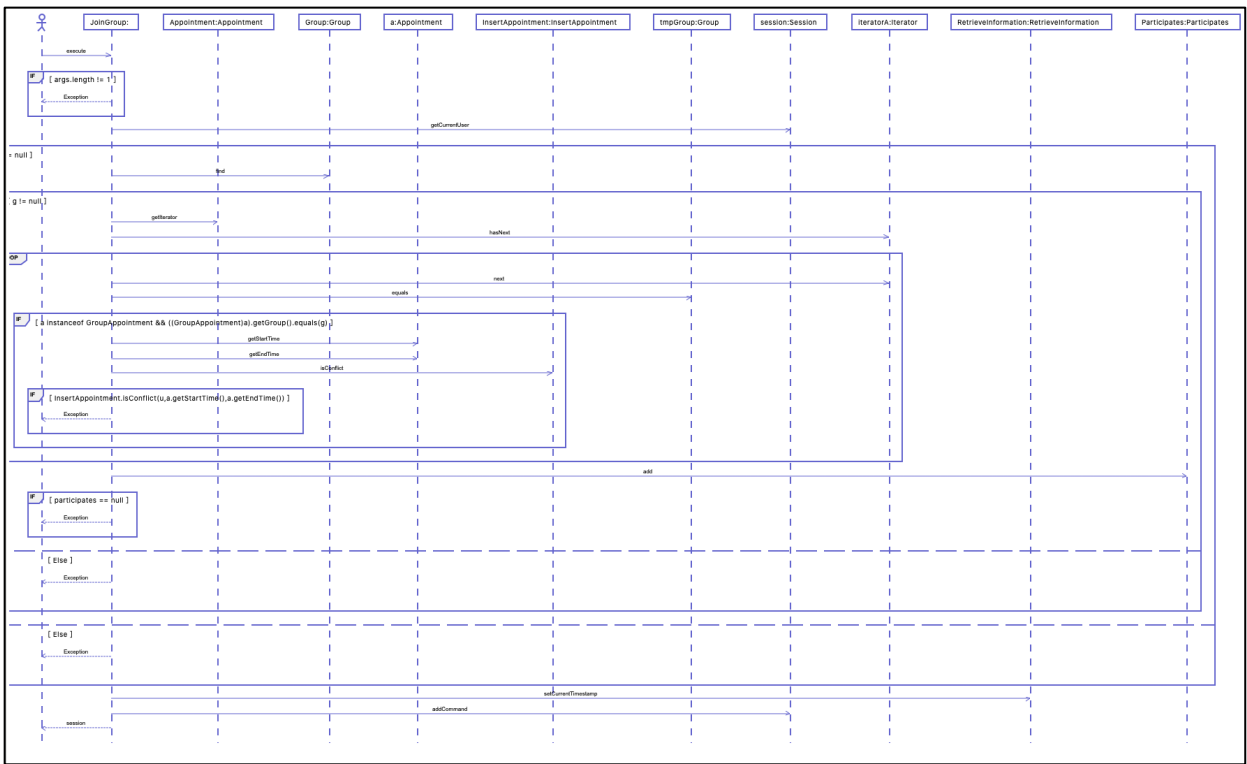 JoinGroup: Appointment:Appointment Group:Group a:Appointment InsertAppointment:InsertAppointment tmpGroup:Group session:Session IteratorA:Iterator RetrieveInformation:RetrieveInformation Participates:Participates
execute
IF [ args.length != 1 ]
Exception
getCurrentUser
= null ]
find
g != null ]
getIterator
hasNext
OP
next
equals
IF [ a instanceof GroupAppointment && ((GroupAppointment)a).getGroup().equals(g) ]
getStartTime
getEndTime
isConflict
IF [ InsertAppointment.isConflict(u,a.getStartTime(),a.getEndTime()) ]
Exception
add
IF [ participates == null ]
Exception
[ Else ]
Exception
[ Else ]
Exception
setCurrentTimestamp
addCommand
session